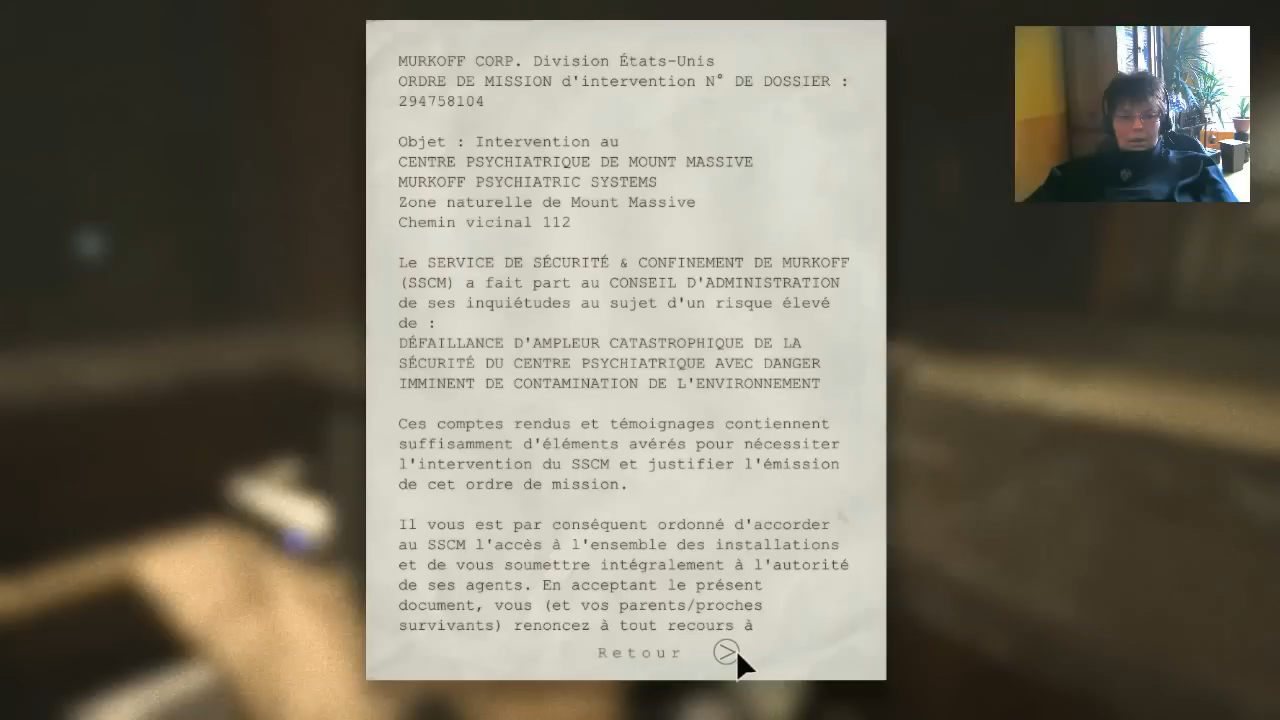 MURKOFF CORP. Division États-Unis
ORDRE DE MISSION d'intervention N° DE DOSSIER :
294758104
Objet : Intervention au
CENTRE PSYCHIATRIQUE DE MOUNT MASSIVE
MURKOFF PSYCHIATRIC SYSTEMS
Zone naturelle de Mount Massive
Chemin vicinal 112
Le SERVICE DE SÉCURITÉ & CONFINEMENT DE MURKOFF
(SSCM) a fait part au CONSEIL D'ADMINISTRATION
de ses inquiétudes au sujet d'un risque élevé
de :
DÉFAILLANCE D'AMPLEUR CATASTROPHIQUE DE LA
SÉCURITÉ DU CENTRE PSYCHIATRIQUE AVEC DANGER
IMMINENT DE CONTAMINATION DE L'ENVIRONNEMENT
Ces comptes rendus et témoignages contiennent
suffisamment d'éléments avérés pour nécessiter
l'intervention du SSCM et justifier l'émission
de cet ordre de mission.
Il vous est par conséquent ordonné d'accorder
au SSCM l'accès à l'ensemble des installations
et de vous soumettre intégralement à l'autorité
de ses agents. En acceptant le présent
document, vous (et vos parents/proches
survivants) renoncez à tout recours à
Retour >